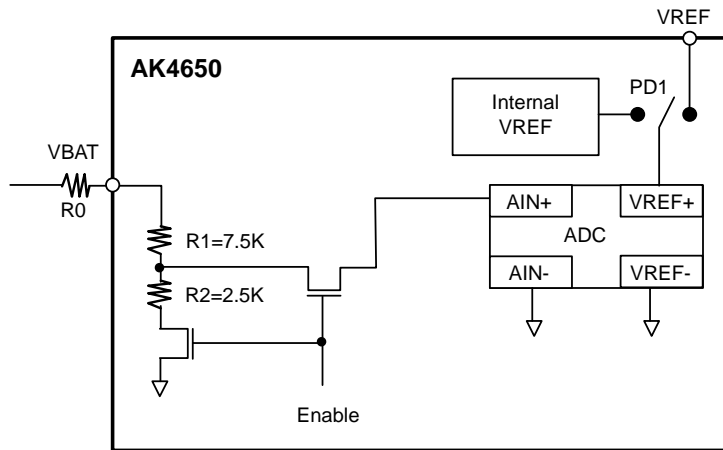 VREF
AK4650
PD1
Internal
VREF
VBAT
R0
AIN+
VREF+
R1=7.5K
ADC
AIN-
VREF-
R2=2.5K
Enable